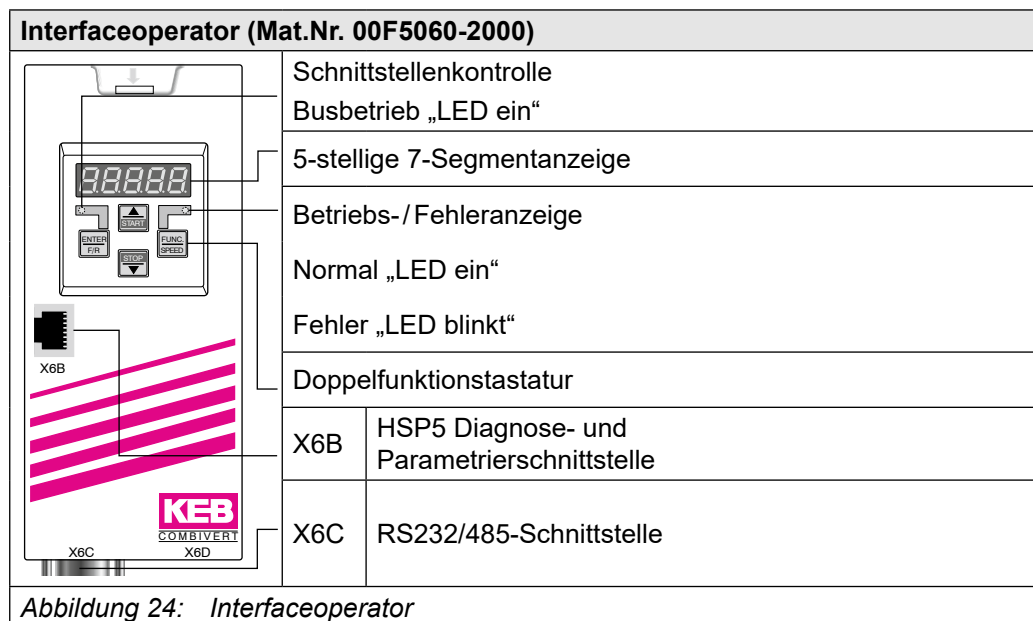 Interfaceoperator (Mat.Nr. 00F5060-2000)
Schnittstellenkontrolle
Busbetrieb „LED ein“
5-stellige 7-Segmentanzeige
Betriebs-/Fehleranzeige
Normal „LED ein“
Fehler „LED blinkt“
Doppelfunktionstastatur
X6B HSP5 Diagnose- und
Parametrierschnittstelle
X6C RS232/485-Schnittstelle
88888
START
ENTER
F/R
FUNC.
SPEED
STOP
X6B
KEB
COMBIVERT
X6C X6D
Abbildung 24: Interfaceoperator